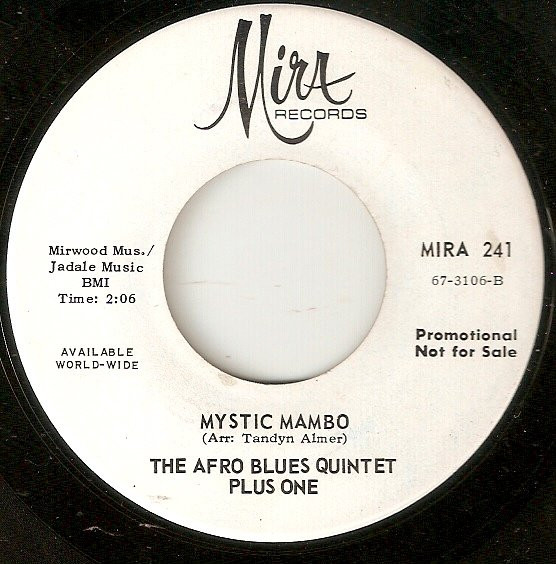 Mira
RECORDS
Mirwood Mus./
Jadale Music
BMI
Time: 2:06
AVAILABLE
WORLD-WIDE
MIRA 241
67-3106-B
Promotional
Not for Sale
MYSTIC MAMBO
(Arr: Tandyn Almer)
THE AFRO BLUES QUINTET
PLUS ONE